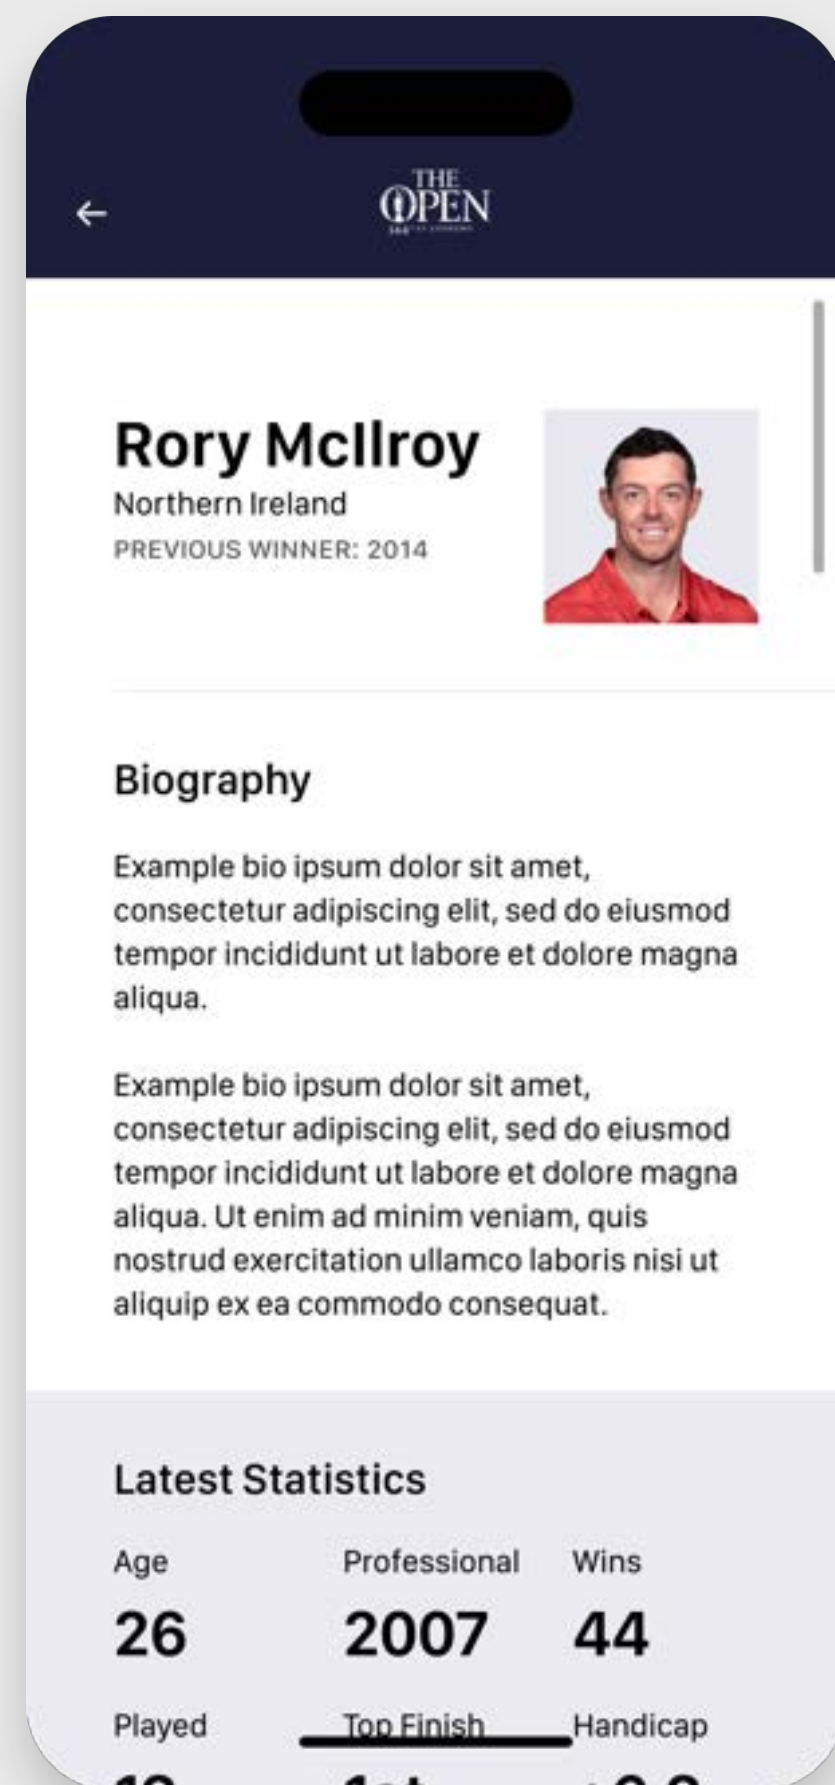 THE
OPEN
Rory McIlroy
Northern Ireland
PREVIOUS WINNER: 2014
Biography
Example bio ipsum dolor sit amet,
consectetur adipiscing elit, sed do eiusmod
tempor incididunt ut labore et dolore magna
aliqua.
Example bio ipsum dolor sit amet,
consectetur adipiscing elit, sed do eiusmod
tempor incididunt ut labore et dolore magna
aliqua. Ut enim ad minim veniam, quis
nostrud exercitation ullamco laboris nisi ut
aliquip ex ea commodo consequat.
Latest Statistics
Age Professional Wins
26 2007 44
Played Top Finish Handicap